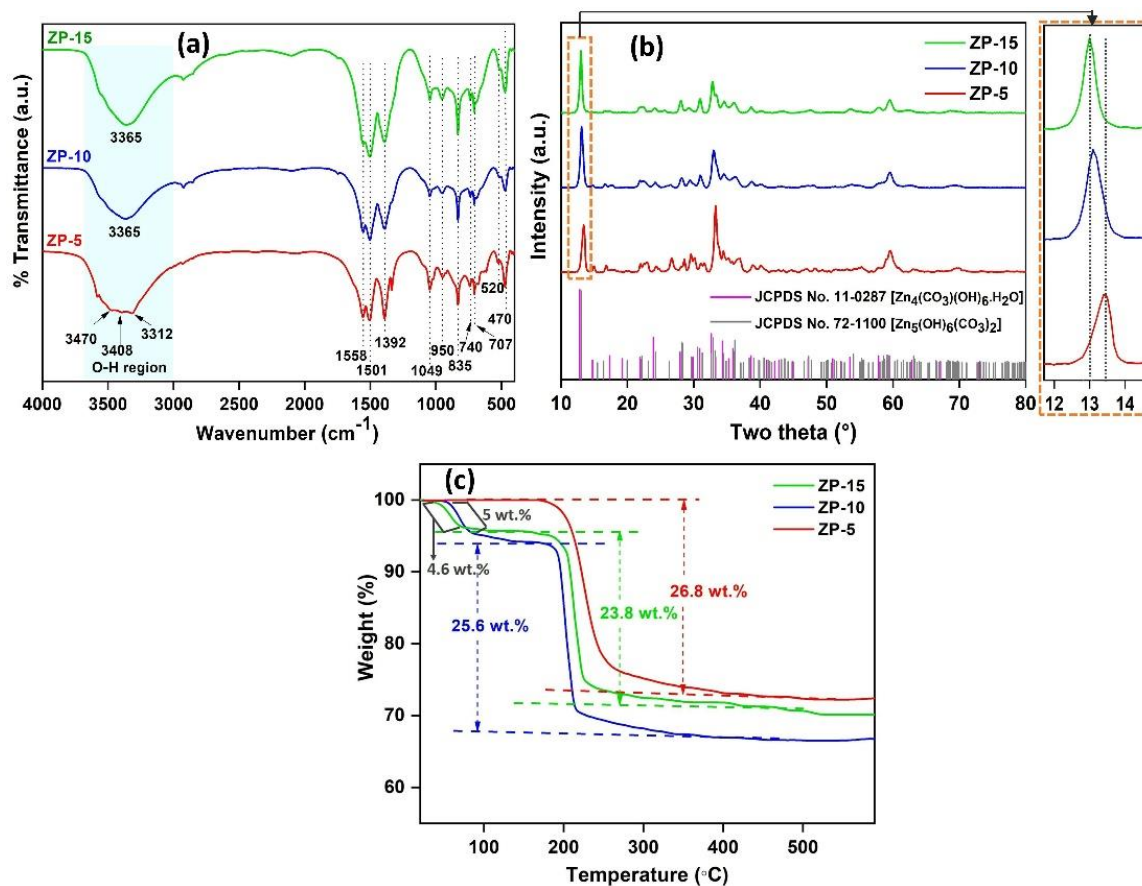 (a)
ZP-15
3365
ZP-10
3365
ZP-5
3470
3408
3312
O-H region
1558
1501
1392
1049
950
835
740
707
520
470
4000 3500 3000 2500 2000 1500 1000 500
Wavenumber (cm⁻¹)
% Transmittance (a.u.)
(b)
ZP-15
ZP-10
ZP-5
JCPDS No. 11-0287 [Zn₄(CO₃)(OH)₆.H₂O]
JCPDS No. 72-1100 [Zn₅(OH)₆(CO₃)₂]
10 20 30 40 50 60 70 80
Two theta (°)
Intensity (a.u.)
12 13 14
(c)
ZP-15
ZP-10
ZP-5
5 wt.%
4.6 wt.%
25.6 wt.%
23.8 wt.%
26.8 wt.%
100
90
80
70
60
Weight (%)
100 200 300 400 500
Temperature (◦C)